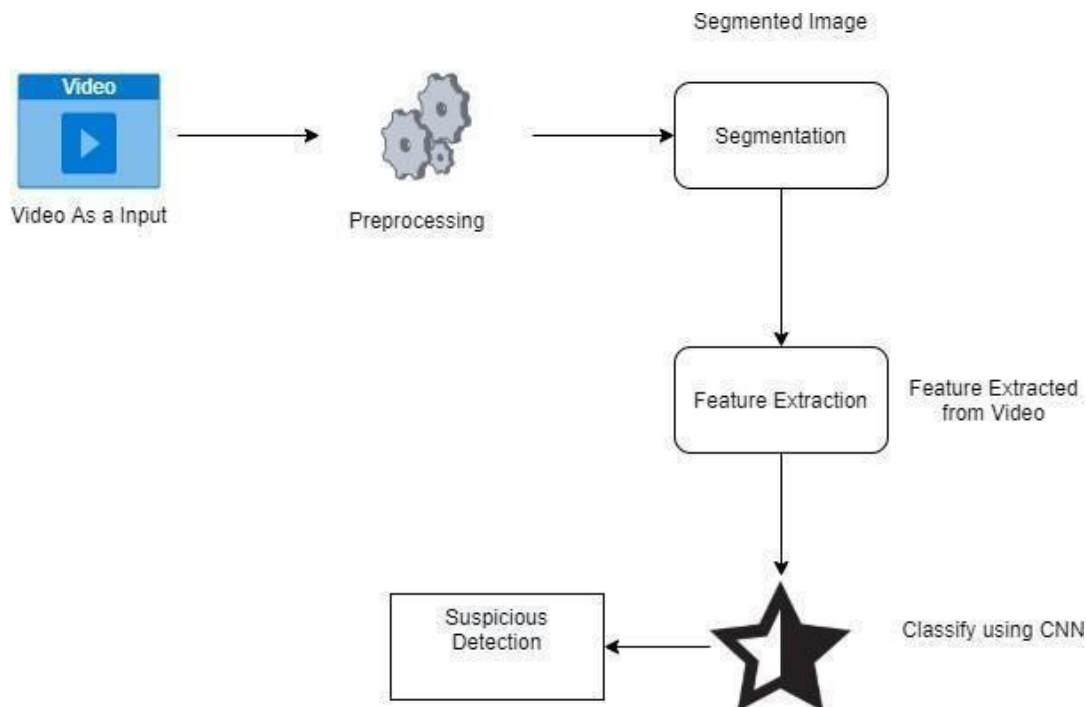 Segmented Image
Video
Segmentation
Video As a Input
Preprocessing
Feature Extraction
Feature Extracted
from Video
Suspicious
Detection
Classify using CNN